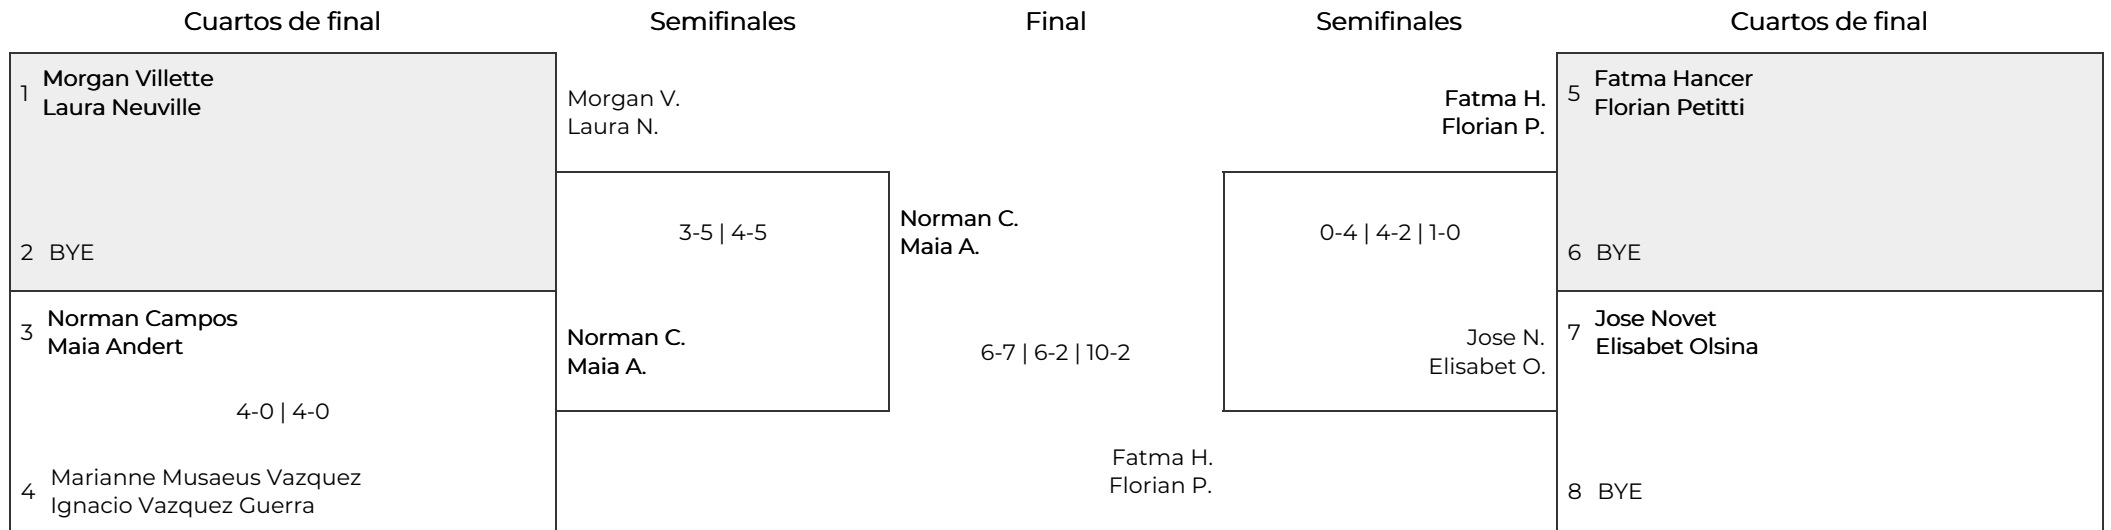 Cuartos de final
Semifinales
Final
Semifinales
Cuartos de final
1
Morgan Villette
Laura Neuville
2 BYE
3
Norman Campos
Maia Andert
4-0 | 4-0
4
Marianne Musaeus Vazquez
Ignacio Vazquez Guerra
Morgan V.
Laura N.
3-5 | 4-5
Norman C.
Maia A.
Norman C.
Maia A.
6-7 | 6-2 | 10-2
Fatma H.
Florian P.
Fatma H.
Florian P.
0-4 | 4-2 | 1-0
Jose N.
Elisabet O.
5
Fatma Hancer
Florian Petitti
6 BYE
7
Jose Novet
Elisabet Olsina
8 BYE